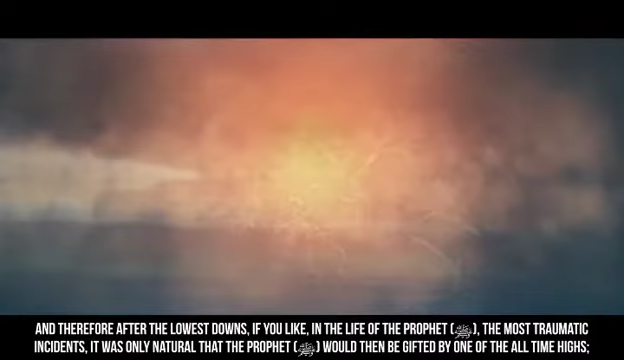 AND THEREFORE AFTER THE LOWEST DOWNS, IF YOU LIKE, IN THE LIFE OF THE PROPHET (ﷺ), THE MOST TRAUMATIC
INCIDENTS, IT WAS ONLY NATURAL THAT THE PROPHET (ﷺ) WOULD THEN BE GIFTED BY ONE OF THE ALL TIME HIGHS;